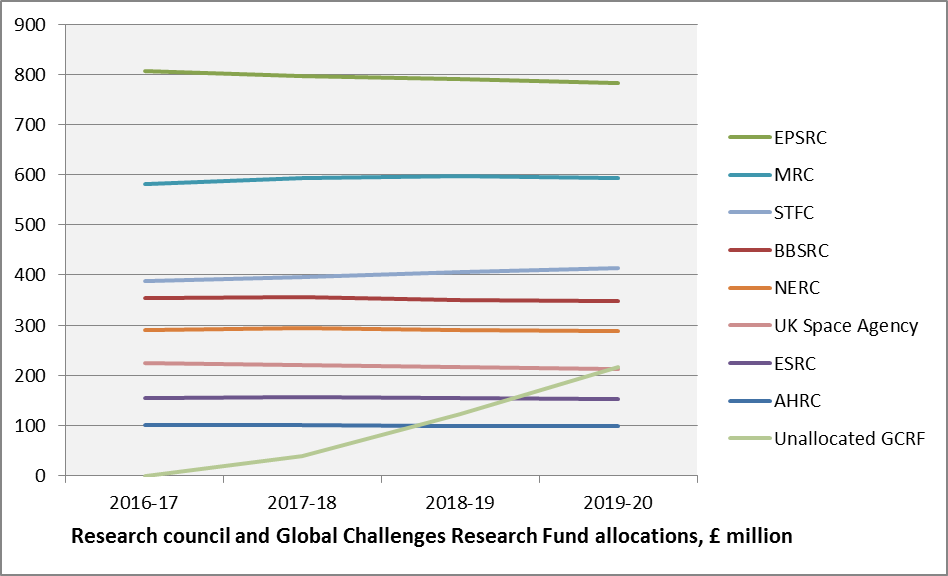 900
800
700
600
500
400
300
200
100
0
2016-17 2017-18 2018-19 2019-20
EPSRC
MRC
STFC
BBSRC
NERC
UK Space Agency
ESRC
AHRC
Unallocated GCRF
Research council and Global Challenges Research Fund allocations, £ million